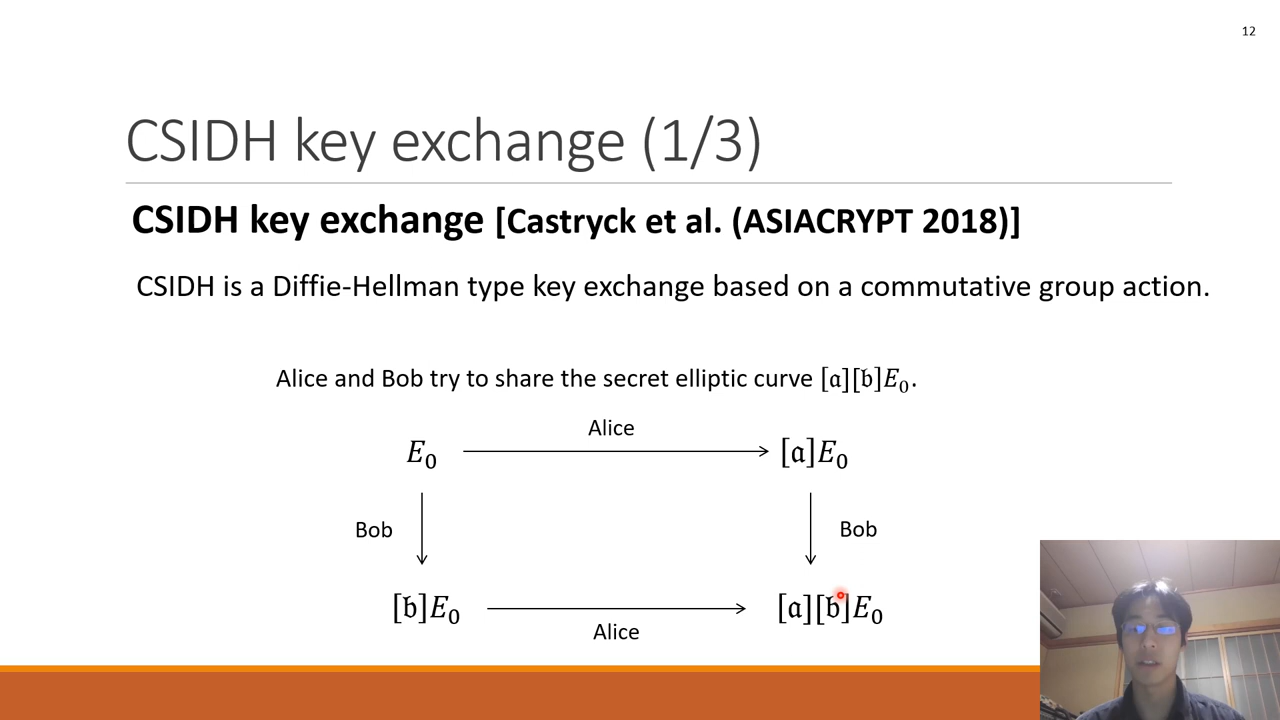 12
CSIDH key exchange (1/3)
CSIDH key exchange [Castryck et al. (ASIACRYPT 2018)]
CSIDH is a Diffie-Hellman type key exchange based on a commutative group action.
Alice and Bob try to share the secret elliptic curve [𝔞][𝔟]𝐸₀.
Alice
𝐸₀ [𝔞]𝐸₀
Bob Bob
[𝔟]𝐸₀ [𝔞][𝔟]𝐸₀
Alice